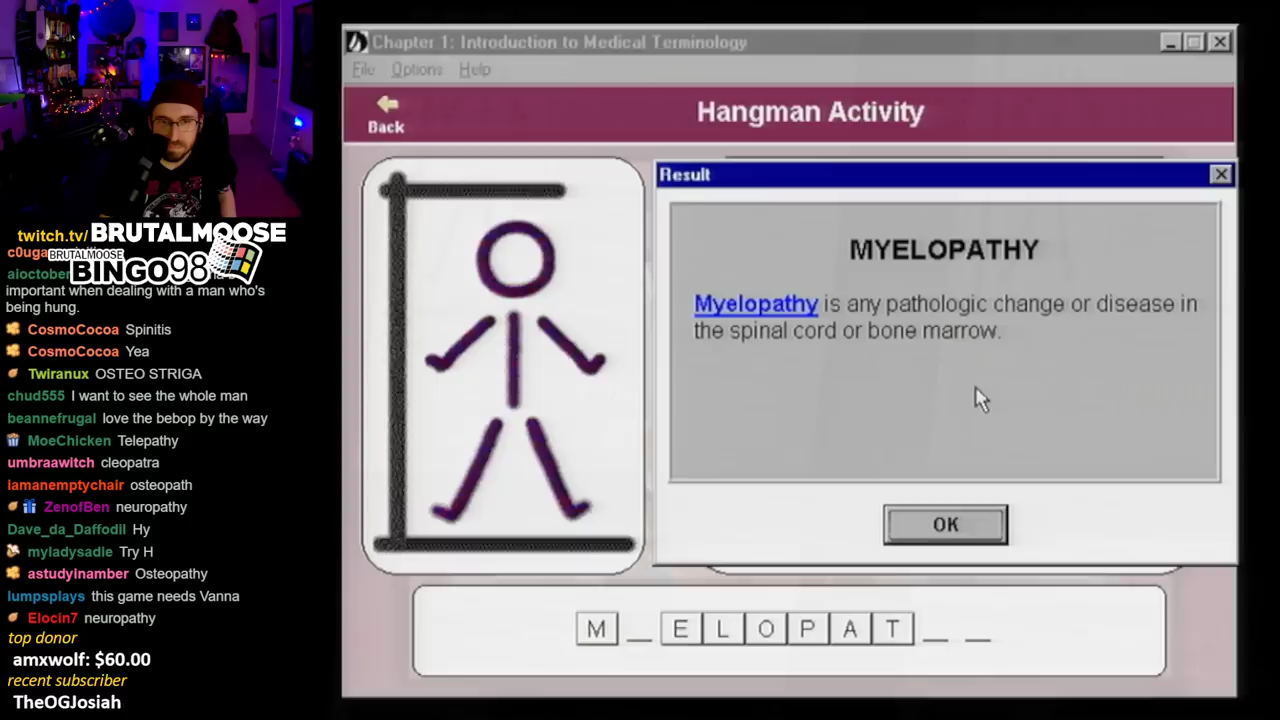 twitch.tv/ BRUTALMOOSE
BRUTALMOOSE
BINGO98
c0uga
aioctober
important when dealing with a man who's
being hung.
CosmoCocoa Spinitis
CosmoCocoa Yea
Twiranux OSTEO STRIGA
chud555 I want to see the whole man
beannefrugal love the bebop by the way
MoeChicken Telepathy
umbraawitch cleopatra
Iamanemptychair osteopath
ZenofBen neuropathy
Dave_da_Daffodil Hy
myladysadie Try H
astudyinamber Osteopathy
lumpsplays this game needs Vanna
Elocin7 neuropathy
top donor
amxwolf: $60.00
recent subscriber
TheOGJosiah
Chapter 1: Introduction to Medical Terminology
File Options Help
Back
Hangman Activity
Result
MYELOPATHY
Myelopathy is any pathologic change or disease in
the spinal cord or bone marrow.
OK
M _ E L O P A T _ _